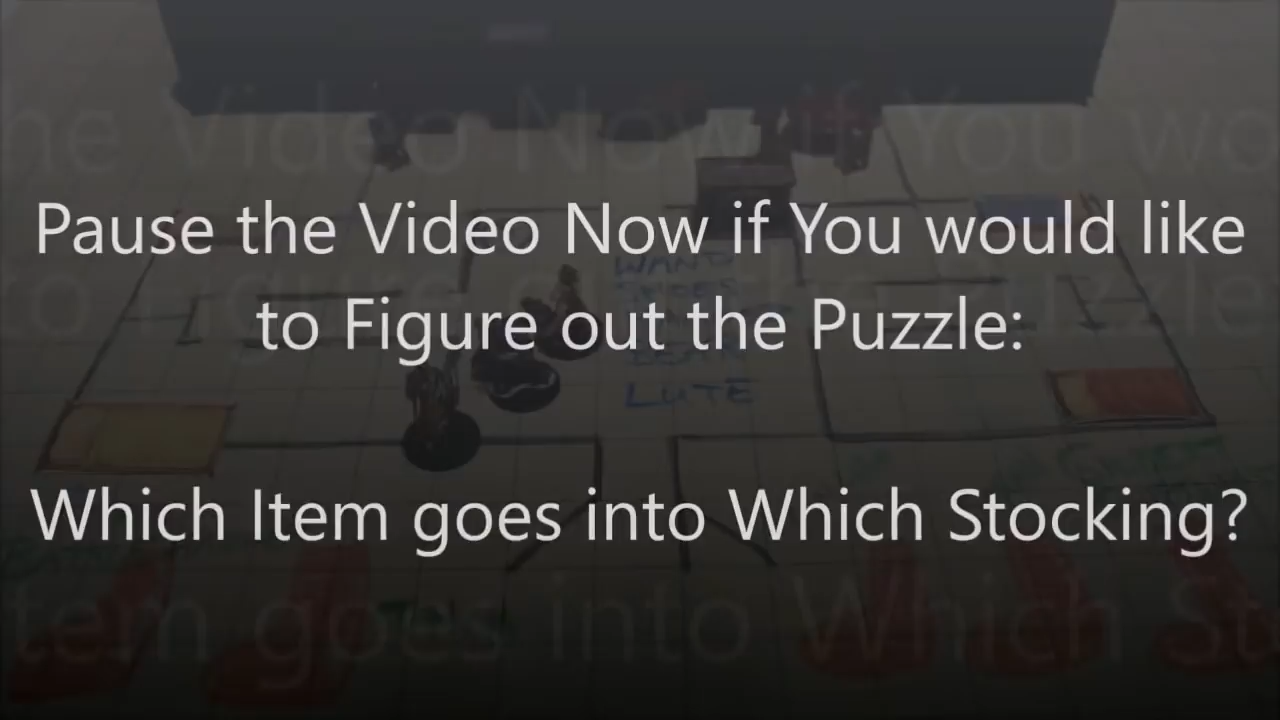 Pause the Video Now if You would like
to Figure out the Puzzle:
WAND
LUTE
Which Item goes into Which Stocking?